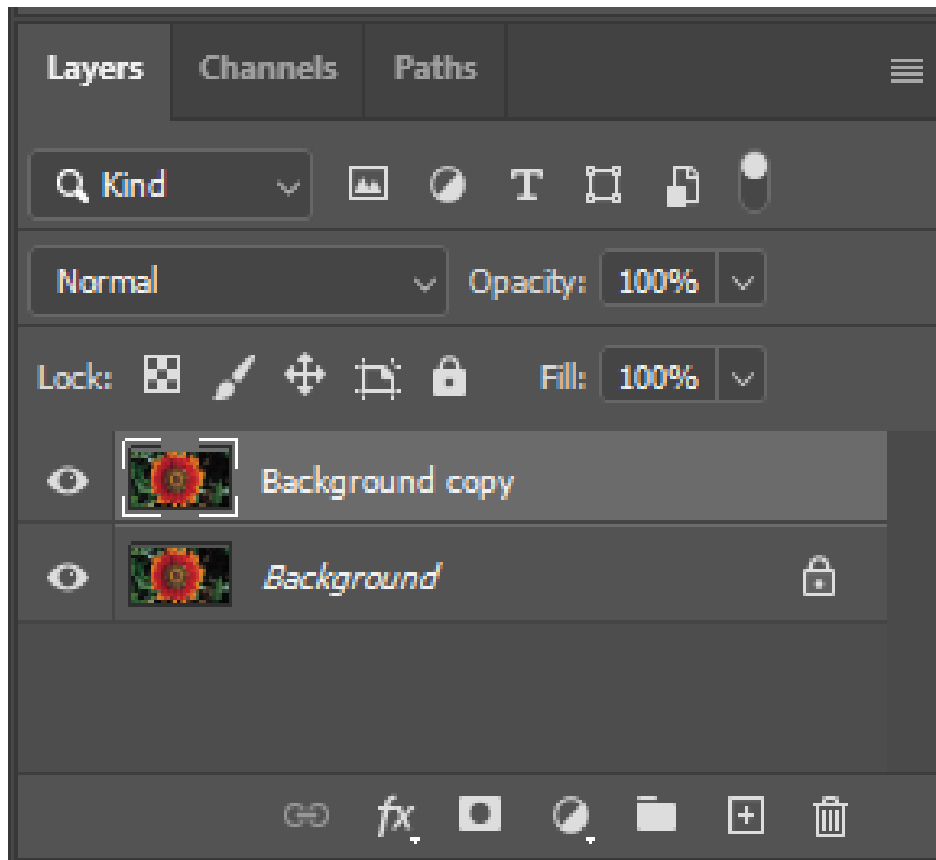 Layers Channels Paths
Kind T
Normal Opacity: 100%
Lock: Fill: 100%
Background copy
Background
fx